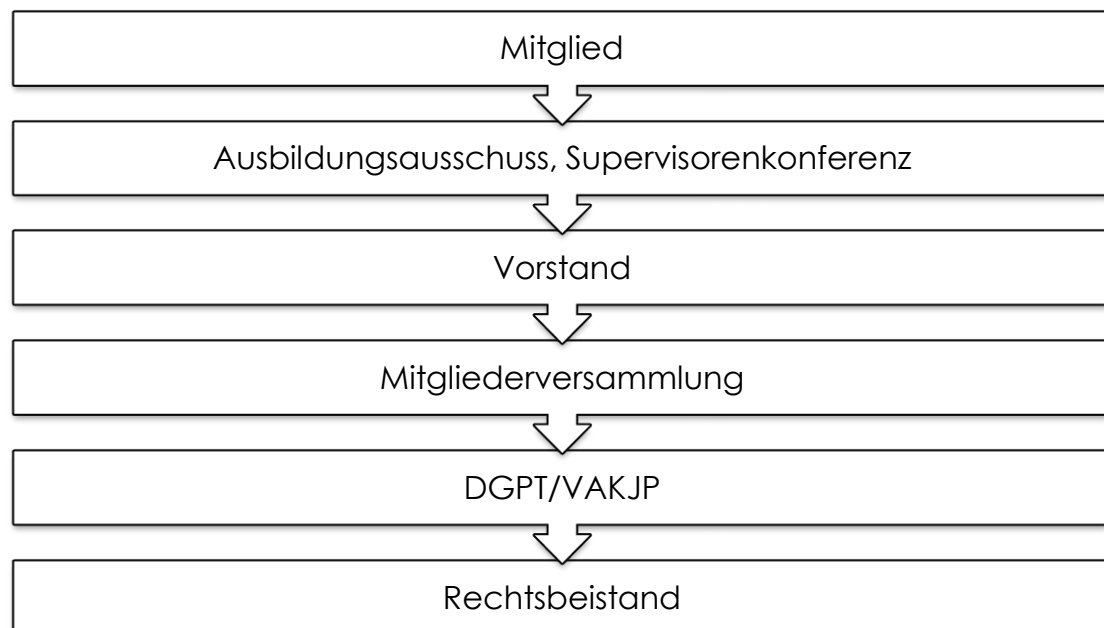 Mitglied
Ausbildungsausschuss, Supervisorenkonferenz
Vorstand
Mitgliederversammlung
DGPT/VAKJP
Rechtsbeistand